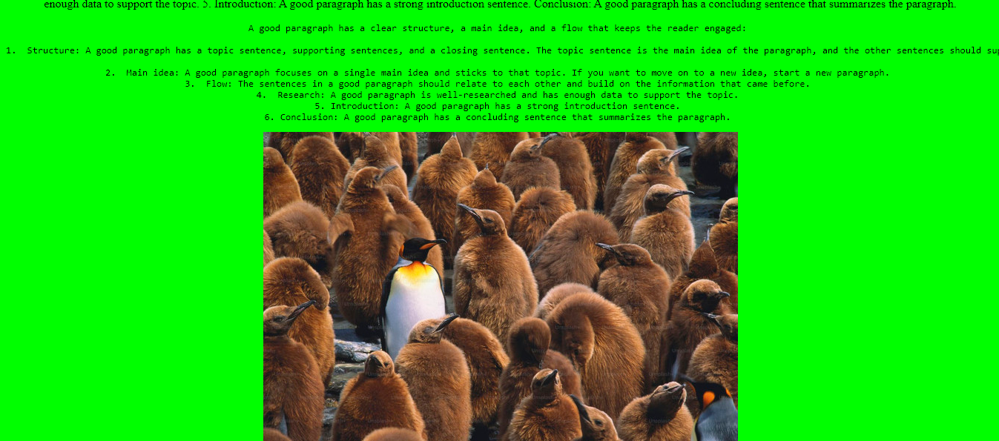 enough data to support the topic. 5. Introduction: A good paragraph has a strong introduction sentence. Conclusion: A good paragraph has a concluding sentence that summarizes the paragraph.
A good paragraph has a clear structure, a main idea, and a flow that keeps the reader engaged:
1. Structure: A good paragraph has a topic sentence, supporting sentences, and a closing sentence. The topic sentence is the main idea of the paragraph, and the other sentences should
2. Main idea: A good paragraph focuses on a single main idea and sticks to that topic. If you want to move on to a new idea, start a new paragraph.
3. Flow: The sentences in a good paragraph should relate to each other and build on the information that came before.
4. Research: A good paragraph is well-researched and has enough data to support the topic.
5. Introduction: A good paragraph has a strong introduction sentence.
6. Conclusion: A good paragraph has a concluding sentence that summarizes the paragraph.